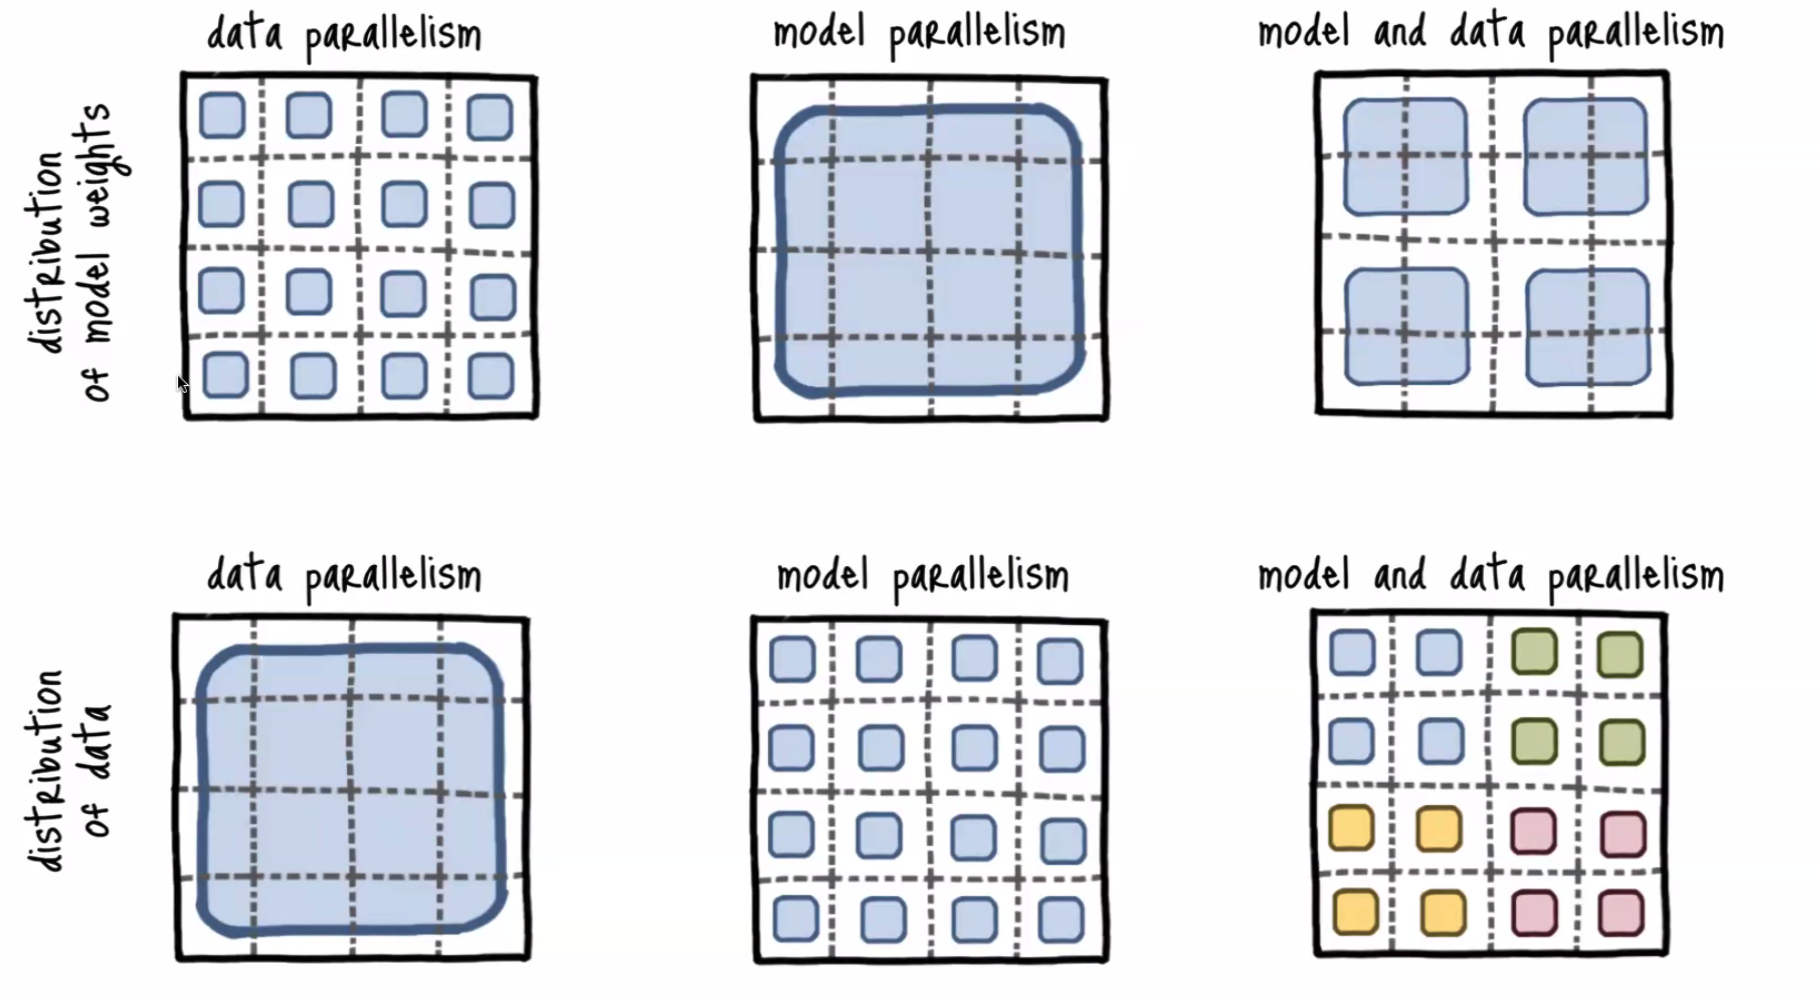 data parallelism
model parallelism
model and data parallelism
distribution
of model weights
data parallelism
model parallelism
model and data parallelism
distribution
of data